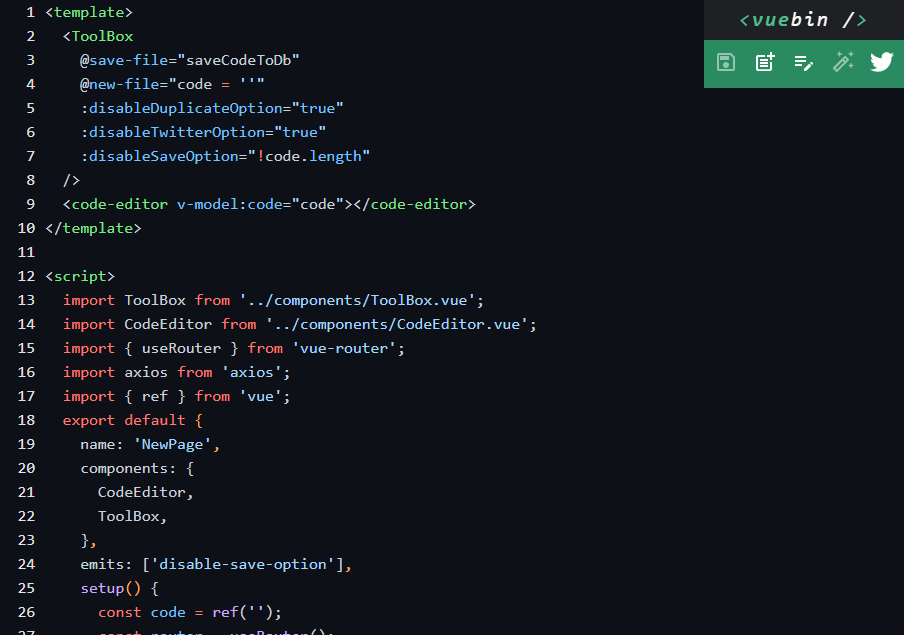 <vuebin />
1 <template>
2   <ToolBox
3     @save-file="saveCodeToDb"
4     @new-file="code = ''"
5     :disableDuplicateOption="true"
6     :disableTwitterOption="true"
7     :disableSaveOption="!code.length"
8   />
9   <code-editor v-model:code="code"></code-editor>
10 </template>
11
12 <script>
13   import ToolBox from '../components/ToolBox.vue';
14   import CodeEditor from '../components/CodeEditor.vue';
15   import { useRouter } from 'vue-router';
16   import axios from 'axios';
17   import { ref } from 'vue';
18   export default {
19     name: 'NewPage',
20     components: {
21       CodeEditor,
22       ToolBox,
23     },
24     emits: ['disable-save-option'],
25     setup() {
26       const code = ref('');
27       const router = useRouter();